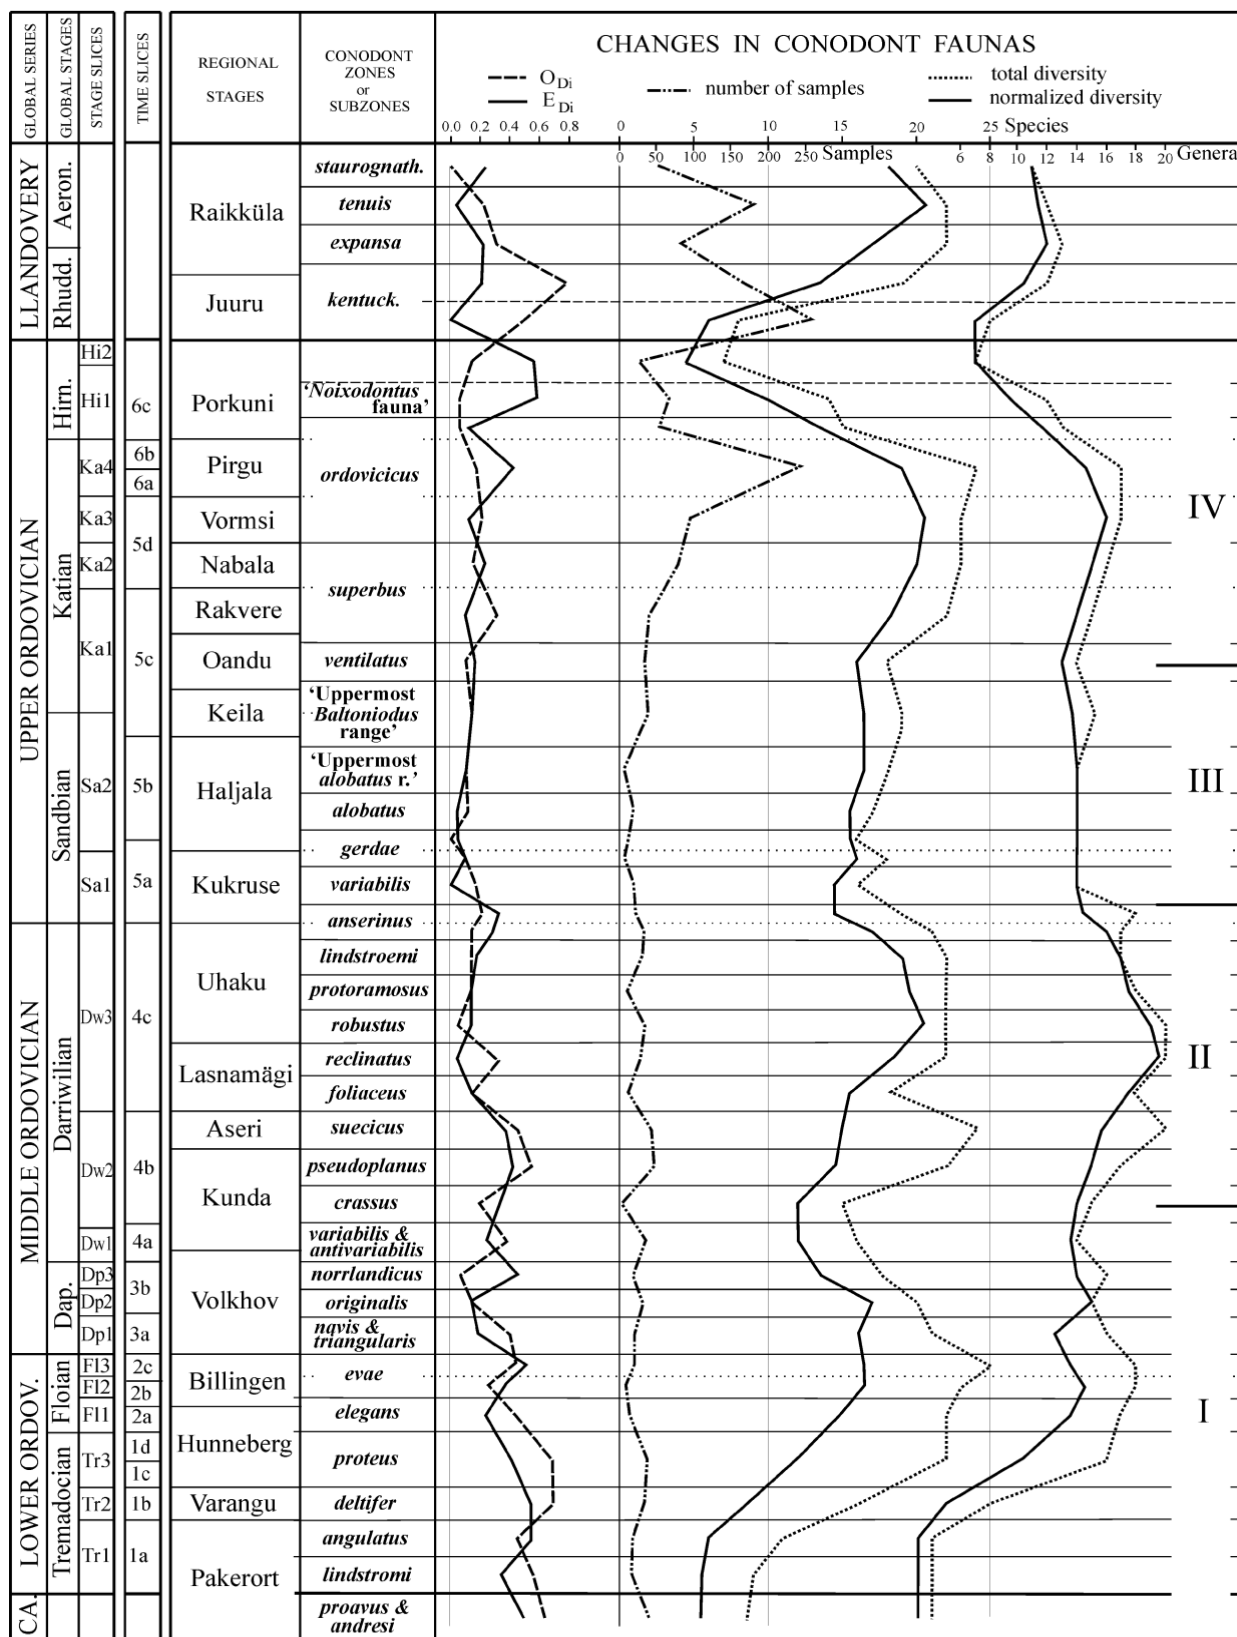 GLOBAL SERIES
GLOBAL STAGES
STAGE SLICES
TIME SLICES
REGIONAL
STAGES
CONODONT
ZONES
or
SUBZONES
CHANGES IN CONODONT FAUNAS
O Di
E Di
number of samples
total diversity
normalized diversity
0.0 0.2 0.4 0.6 0.8
0 5 10 15 20 25 Species
0 50 100 150 200 250 Samples
6 8 10 12 14 16 18 20 Genera
LLANDOVERY
UPPER ORDOVICIAN
MIDDLE ORDOVICIAN
LOWER ORDOV.
CA.
Aeron.
Rhudd.
Hirn.
Katian
Sandbian
Darriwilian
Dap.
Floian
Tremadocian
Hi2
Hi1
Ka4
Ka3
Ka2
Ka1
Sa2
Sa1
Dw3
Dw2
Dw1
Dp3
Dp2
Dp1
Fl3
Fl2
Fl1
Tr3
Tr2
Tr1
6c
6b
6a
5d
5c
5b
5a
4c
4b
4a
3b
3a
2c
2b
2a
1d
1c
1b
1a
Raikküla
Juuru
Porkuni
Pirgu
Vormsi
Nabala
Rakvere
Oandu
Keila
Haljala
Kukruse
Uhaku
Lasnamägi
Aseri
Kunda
Volkhov
Billingen
Hunneberg
Varangu
Pakerort
staurognath.
tenuis
expansa
kentuck.
‘Noixodontus
fauna’
ordovicicus
superbus
ventilatus
‘Uppermost
Baltoniodus
range’
‘Uppermost
alobatus r.’
alobatus
gerdae
variabilis
anserinus
lindstroemi
protoramosus
robustus
reclinatus
foliaceus
suecicus
pseudoplanus
crassus
variabilis &
antivariabilis
norrlandicus
originalis
navis &
triangularis
evae
elegans
proteus
deltifer
angulatus
lindstromi
proavus &
andresi
IV
III
II
I